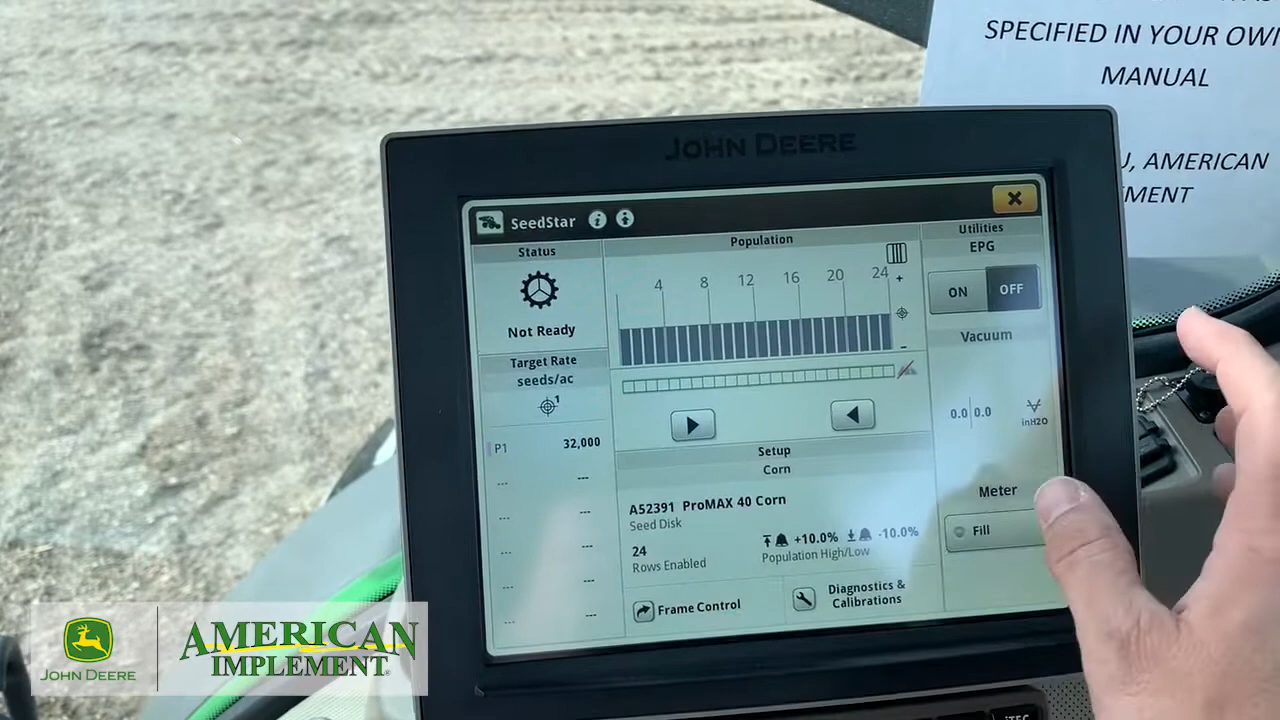 SPECIFIED IN YOUR OWN
MANUAL
AMERICAN
JOHN DEERE
SeedStar
Status
Not Ready
Target Rate
seeds/ac
1
P1 32,000
---
---
---
---
---
Population
4 8 12 16 20 24
+
-
Setup
Corn
A52391 ProMAX 40 Corn
Seed Disk
24
Rows Enabled
+10.0% -10.0%
Population High/Low
Frame Control
Diagnostics &
Calibrations
Utilities
EPG
ON OFF
Vacuum
0.0 0.0
inH2O
Meter
Fill
iTEC
JOHN DEERE
AMERICAN
IMPLEMENT